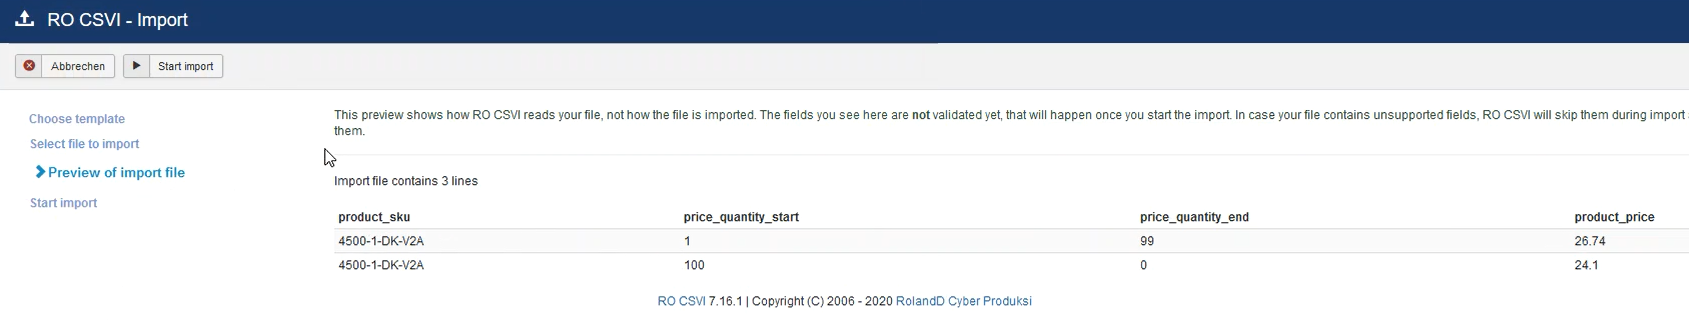 RO CSVI - Import
Abbrechen
Start import
Choose template
Select file to import
Preview of import file
Start import
This preview shows how RO CSVI reads your file, not how the file is imported. The fields you see here are not validated yet, that will happen once you start the import. In case your file contains unsupported fields, RO CSVI will skip them during import
them.
Import file contains 3 lines
product_sku price_quantity_start price_quantity_end product_price
4500-1-DK-V2A 1 99 26.74
4500-1-DK-V2A 100 0 24.1
RO CSVI 7.16.1 | Copyright (C) 2006 - 2020 RolandD Cyber Produksi